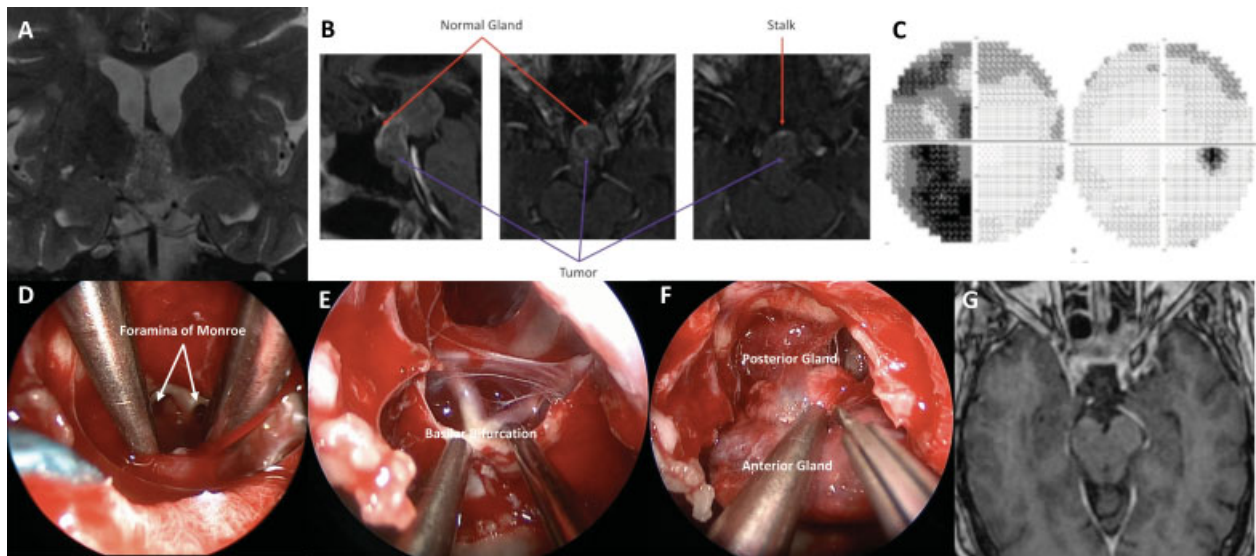 A
B
Normal Gland
Stalk
C
Tumor
D
Foramina of Monroe
E
Basilar Bifurcation
F
Posterior Gland
Anterior Gland
G